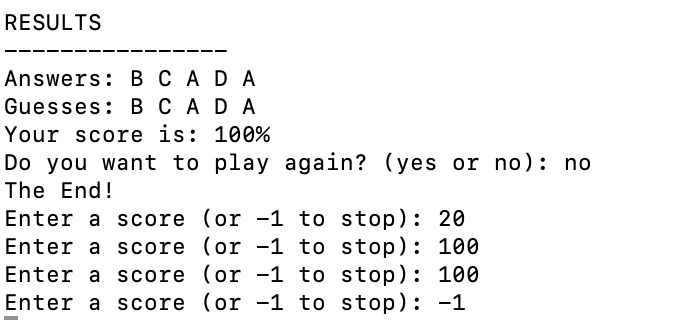 RESULTS
----------------
Answers: B C A D A
Guesses: B C A D A
Your score is: 100%
Do you want to play again? (yes or no): no
The End!
Enter a score (or -1 to stop): 20
Enter a score (or -1 to stop): 100
Enter a score (or -1 to stop): 100
Enter a score (or -1 to stop): -1